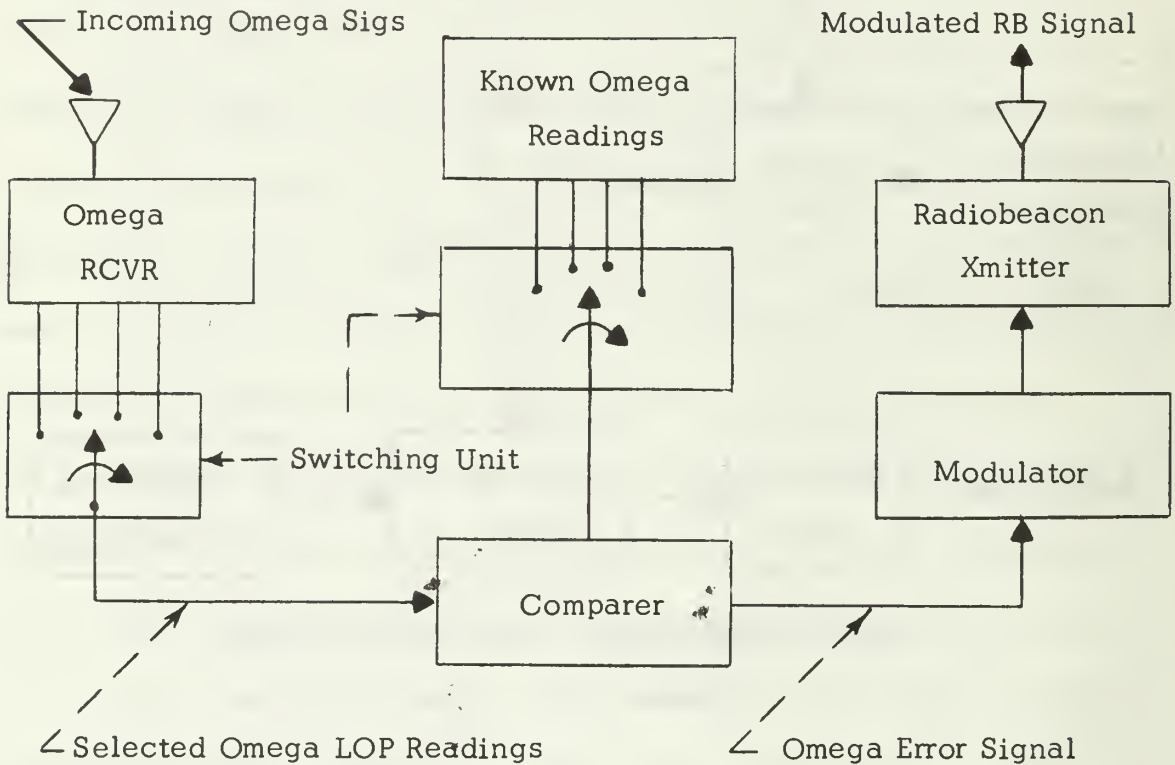 Incoming Omega Sigs
Modulated RB Signal
Known Omega
Readings
Omega
RCVR
Radiobeacon
Xmitter
Switching Unit
Modulator
Comparer
Selected Omega LOP Readings
Omega Error Signal